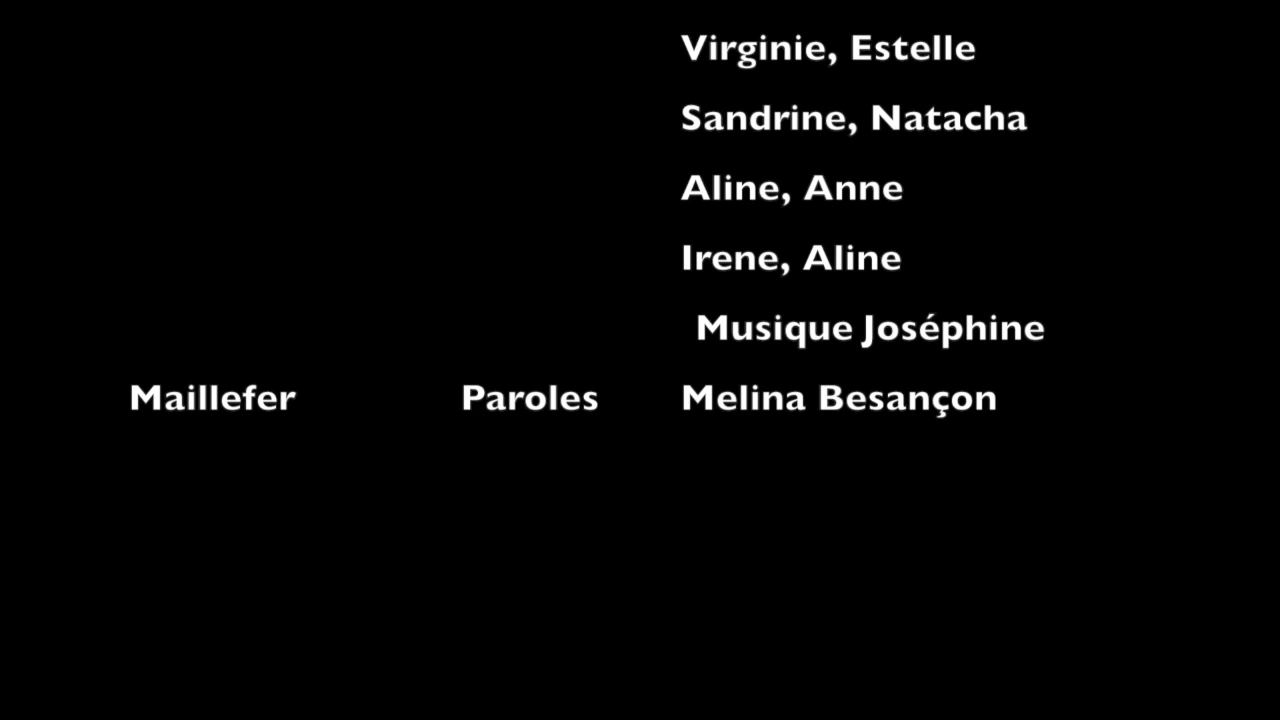 Virginie, Estelle
Sandrine, Natacha
Aline, Anne
Irene, Aline
Musique Joséphine
Maillefer Paroles Melina Besançon